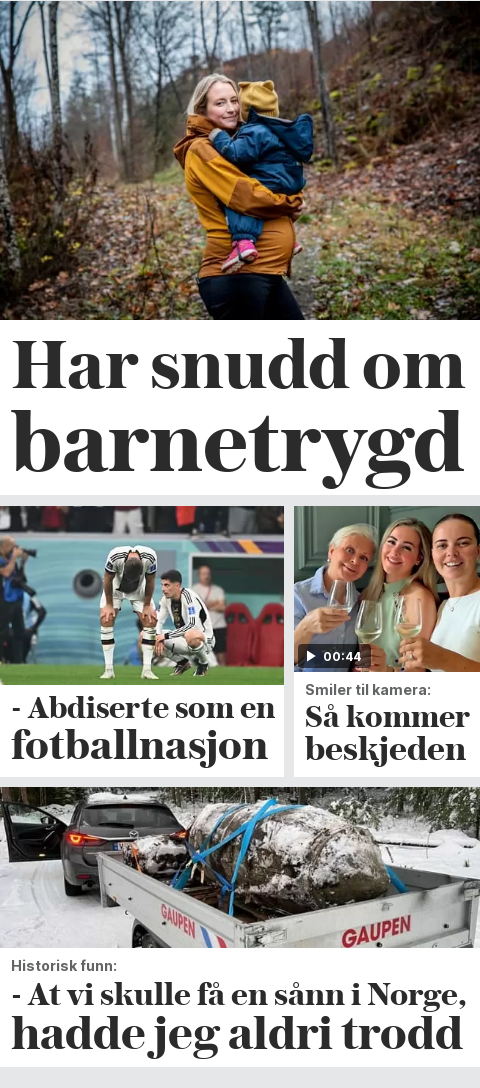 Har snudd om
barnetrygd
- Abdiserte som en
fotballnasjon
00:44
Smiler til kamera:
Så kommer
beskjeden
GAUPEN
GAUPEN
Historisk funn:
- At vi skulle få en sånn i Norge,
hadde jeg aldri trodd